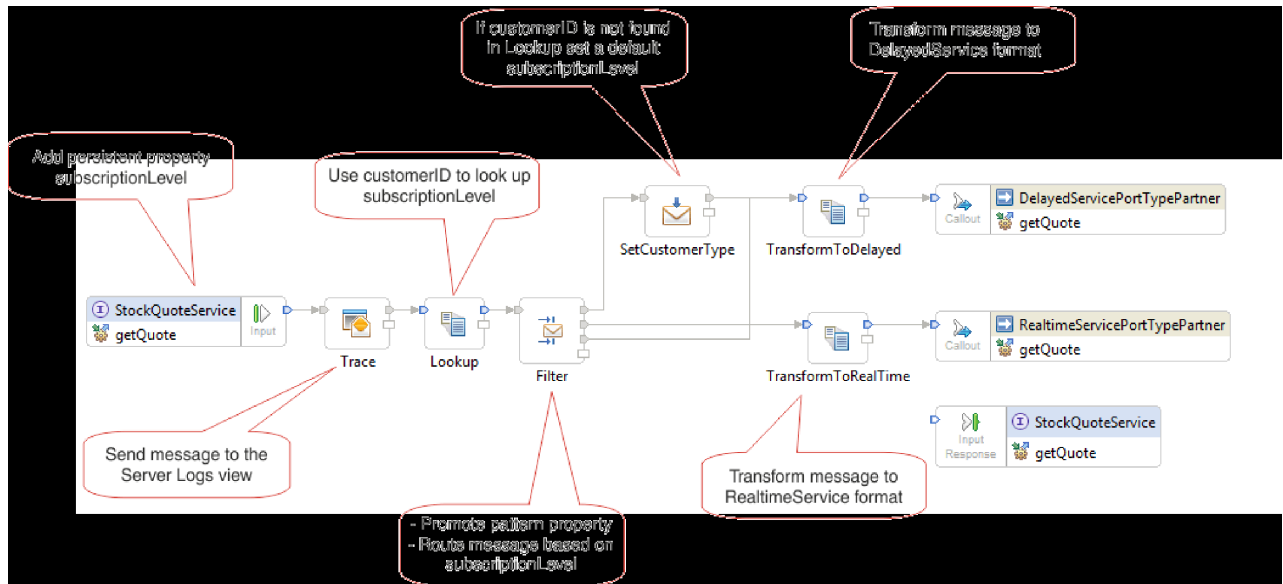 If customerID is not found
in Lookup set a default
subscriptionLevel
Transform message to
DelayedService format
Add persistent property
subscriptionLevel
Use customerID to look up
subscriptionLevel
SetCustomerType
TransformToDelayed
Callout
DelayedServicePortTypePartner
getQuote
StockQuoteService
getQuote
Input
Trace
Lookup
Filter
TransformToRealTime
Callout
RealtimeServicePortTypePartner
getQuote
Input
Response
StockQuoteService
getQuote
Send message to the
Server Logs view
Transform message to
RealtimeService format
- Promote pattern property
- Route message based on
subscriptionLevel